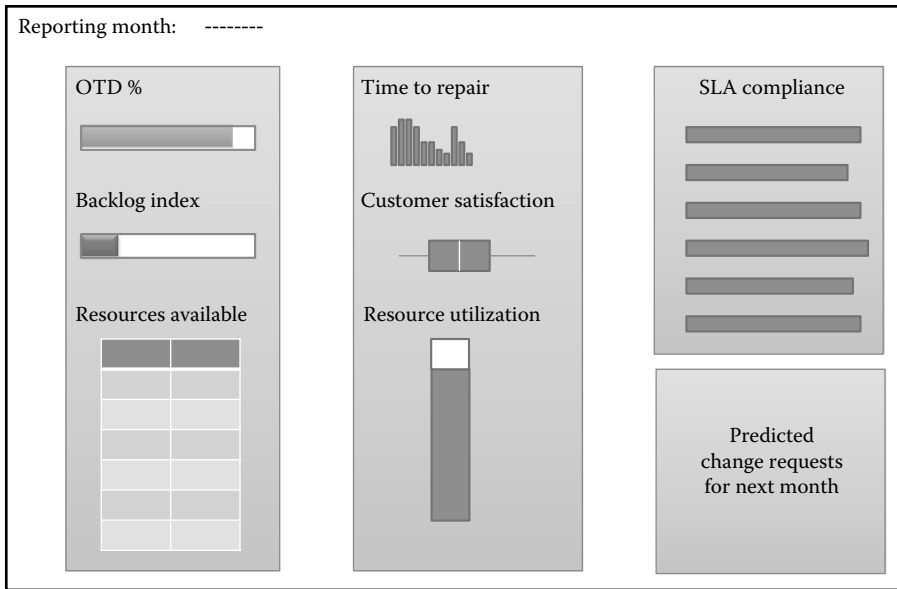 Reporting month: --------
OTD %
Backlog index
Resources available
Time to repair
Customer satisfaction
Resource utilization
SLA compliance
Predicted
change requests
for next month